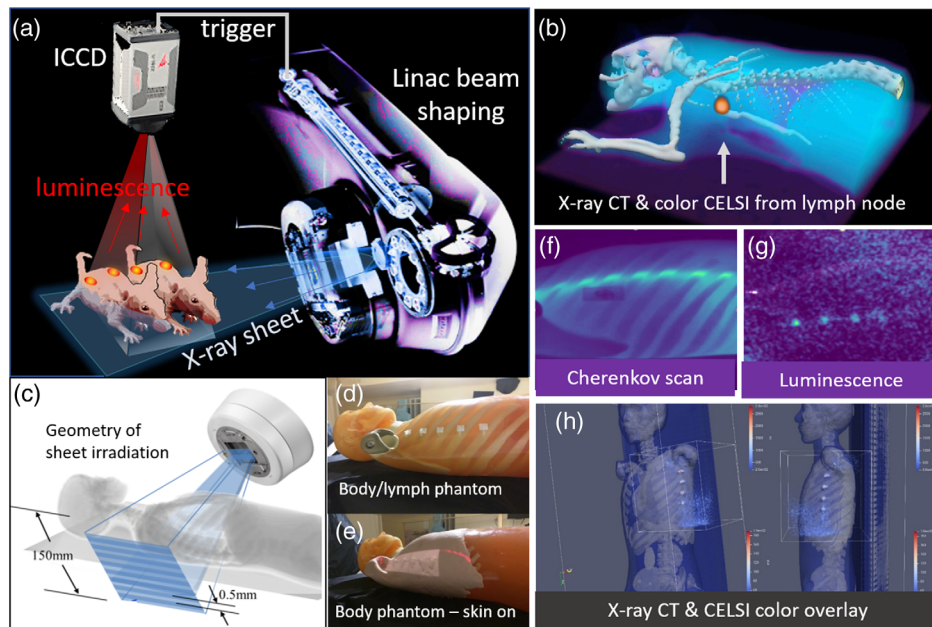 (a)
ICCD
trigger
Linac beam
shaping
luminescence
X-ray sheet
(b)
X-ray CT & color CELSI from lymph node
(f)
Cherenkov scan
(g)
Luminescence
(c)
Geometry of
sheet irradiation
150mm
0.5mm
(d)
Body/lymph phantom
(e)
Body phantom – skin on
(h)
X-ray CT & CELSI color overlay